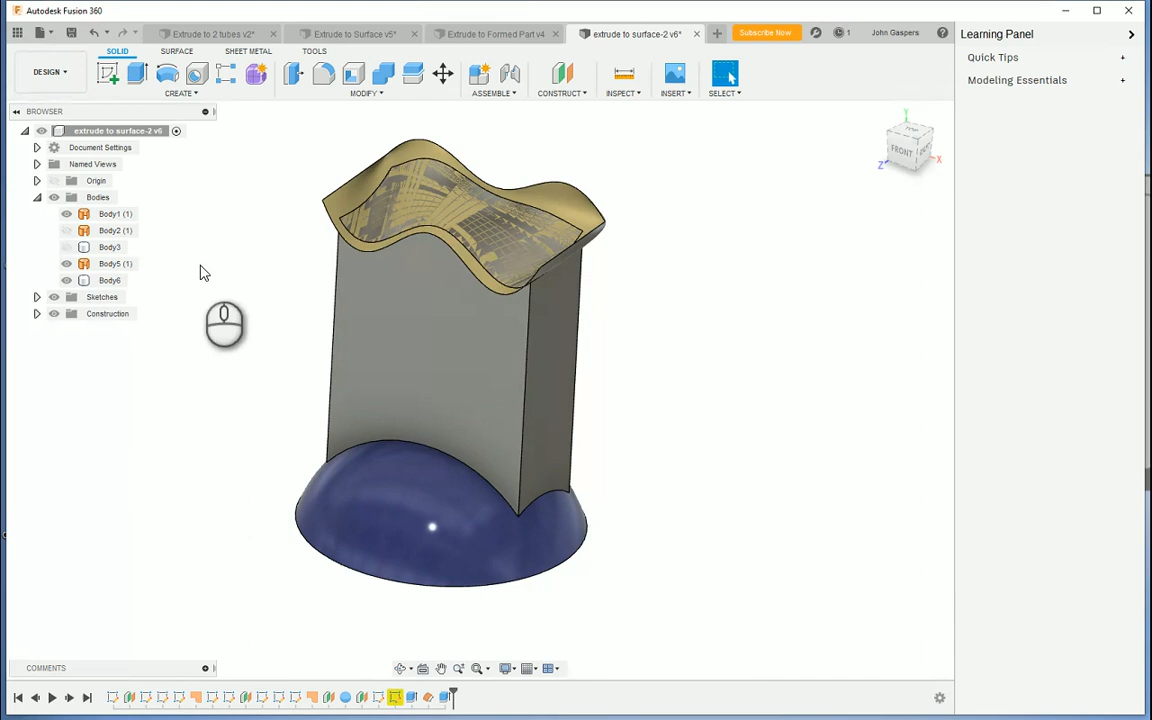 Autodesk Fusion 360
Extrude to 2 tubes v2*
Extrude to Surface v5*
Extrude to Formed Part v4
extrude to surface-2 v6*
Subscribe Now
1
John Gaspers
Learning Panel
SOLID
SURFACE
SHEET METAL
TOOLS
Quick Tips
DESIGN
Modeling Essentials
CREATE
MODIFY
ASSEMBLE
CONSTRUCT
INSPECT
INSERT
SELECT
BROWSER
extrude to surface-2 v6
Document Settings
Named Views
Origin
Bodies
Body1 (1)
Body2 (1)
Body3
Body5 (1)
Body6
Sketches
Construction
Y
TOP
FRONT
Z
X
COMMENTS